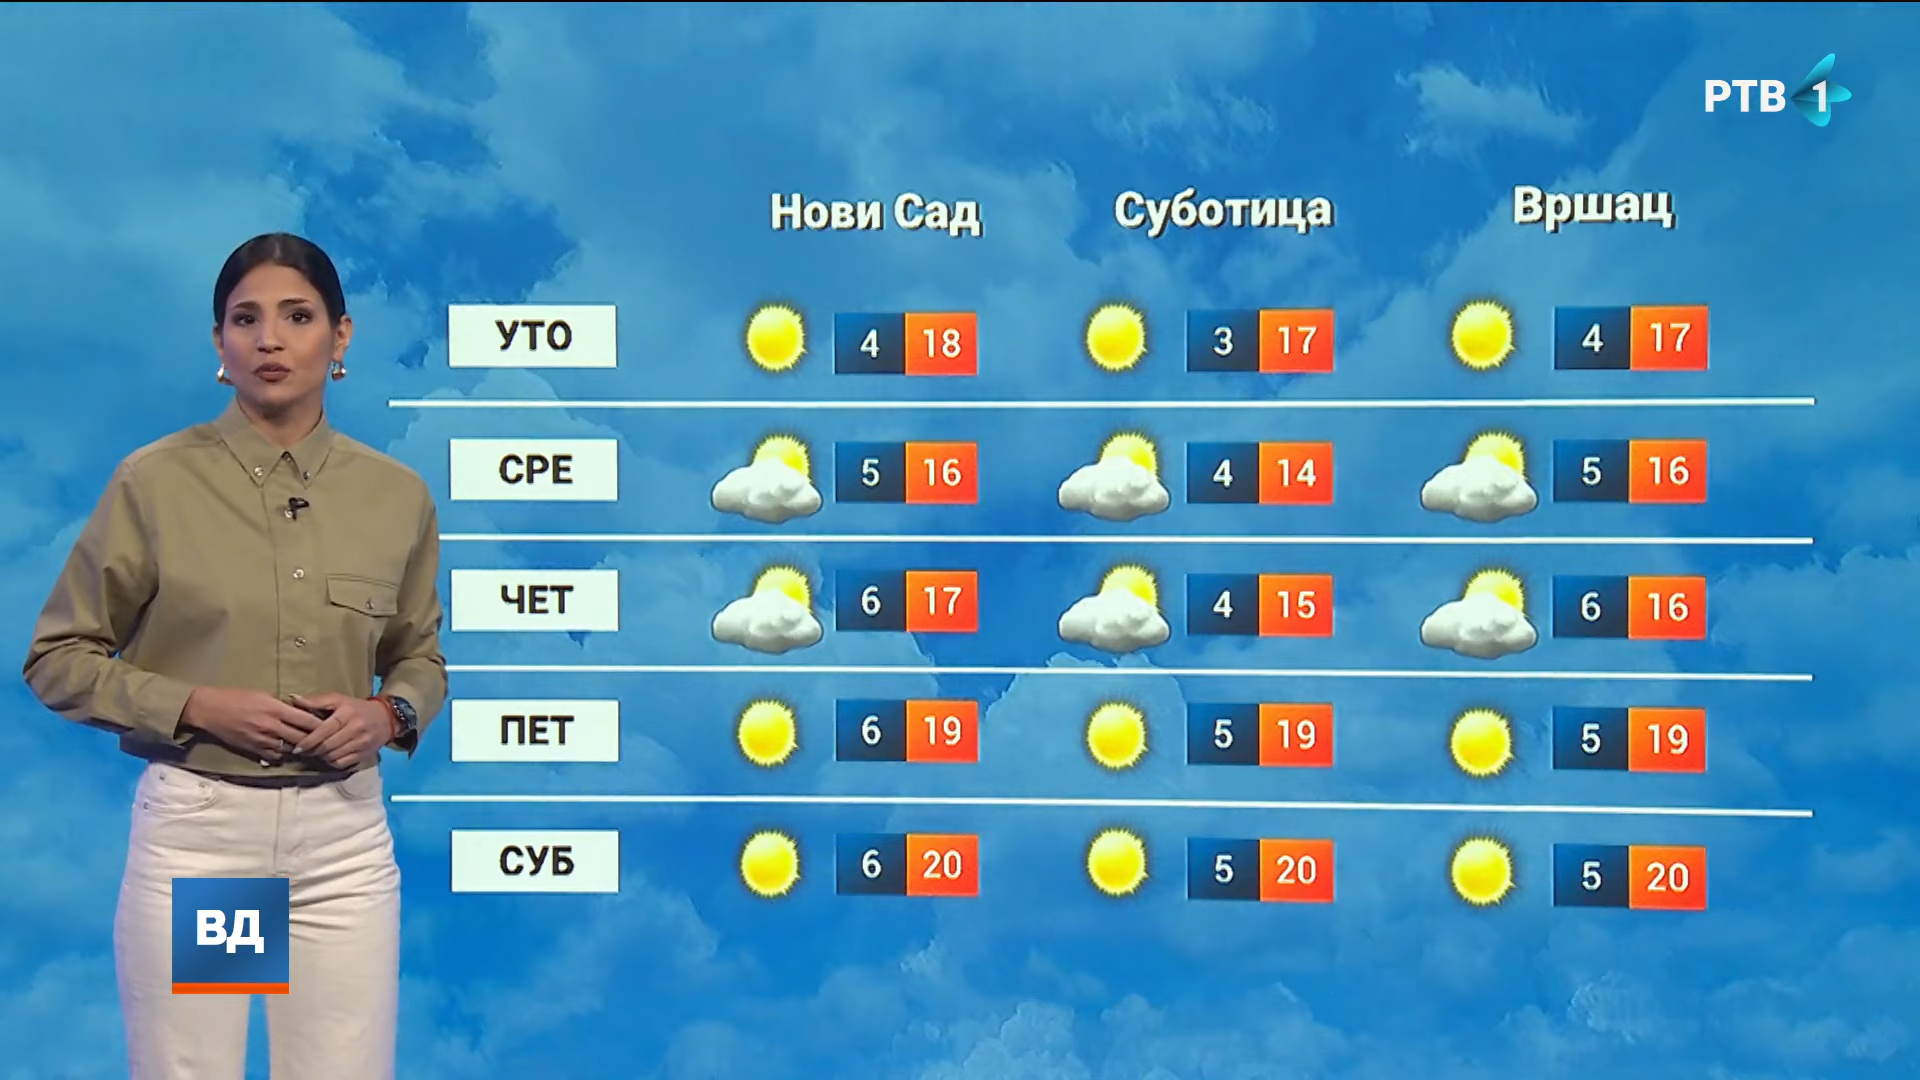 РТВ 1
Нови Сад Суботица Вршац
УТО 4 18 3 17 4 17
СРЕ 5 16 4 14 5 16
ЧЕТ 6 17 4 15 6 16
ПЕТ 6 19 5 19 5 19
СУБ 6 20 5 20 5 20
ВД